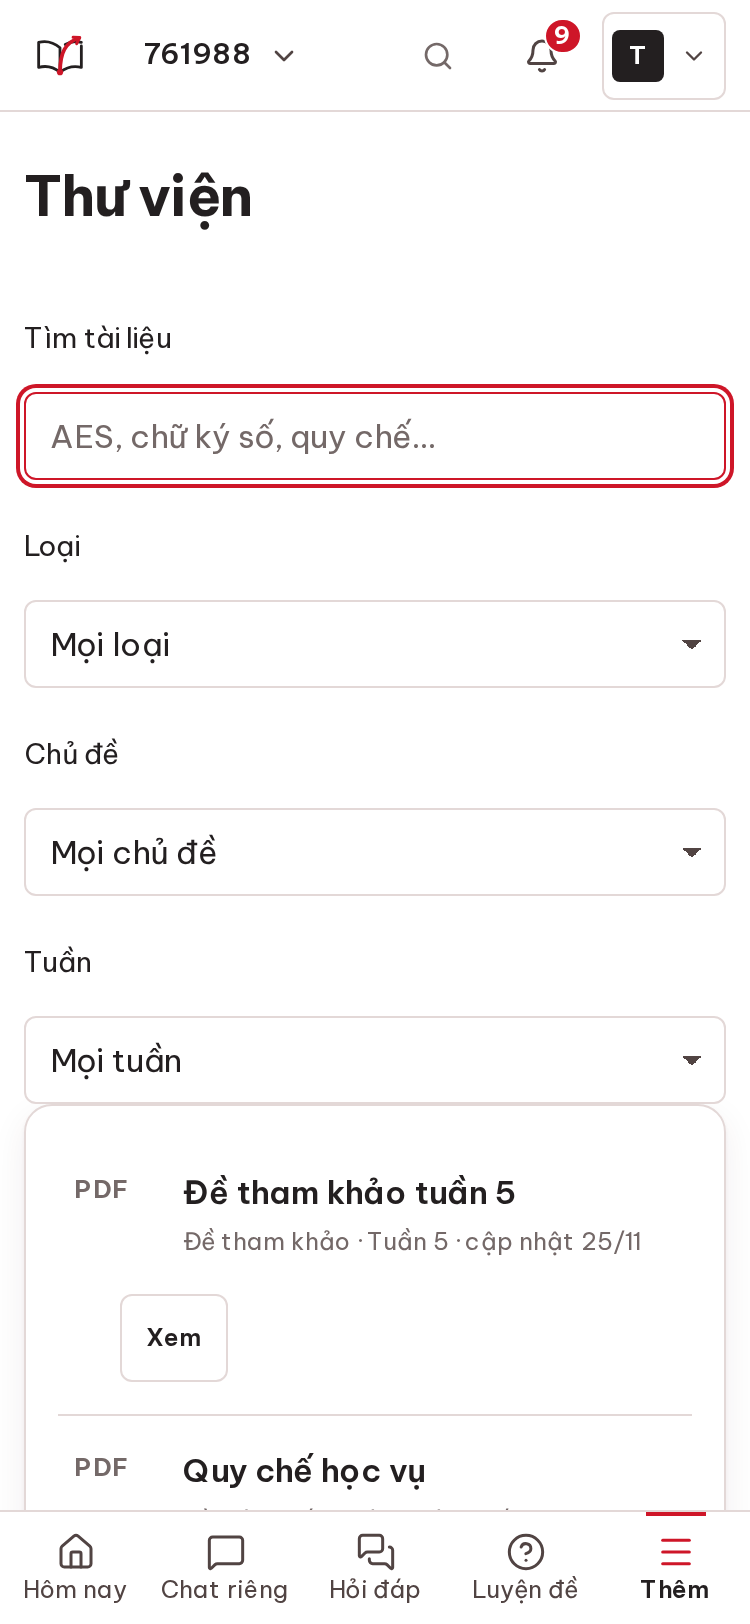 761988
9
T
Thư viện
Tìm tài liệu
AES, chữ ký số, quy chế...
Loại
Mọi loại
Chủ đề
Mọi chủ đề
Tuần
Mọi tuần
PDF
Đề tham khảo tuần 5
Đề tham khảo · Tuần 5 · cập nhật 25/11
Xem
PDF
Quy chế học vụ
Hôm nay
Chat riêng
Hỏi đáp
Luyện đề
Thêm